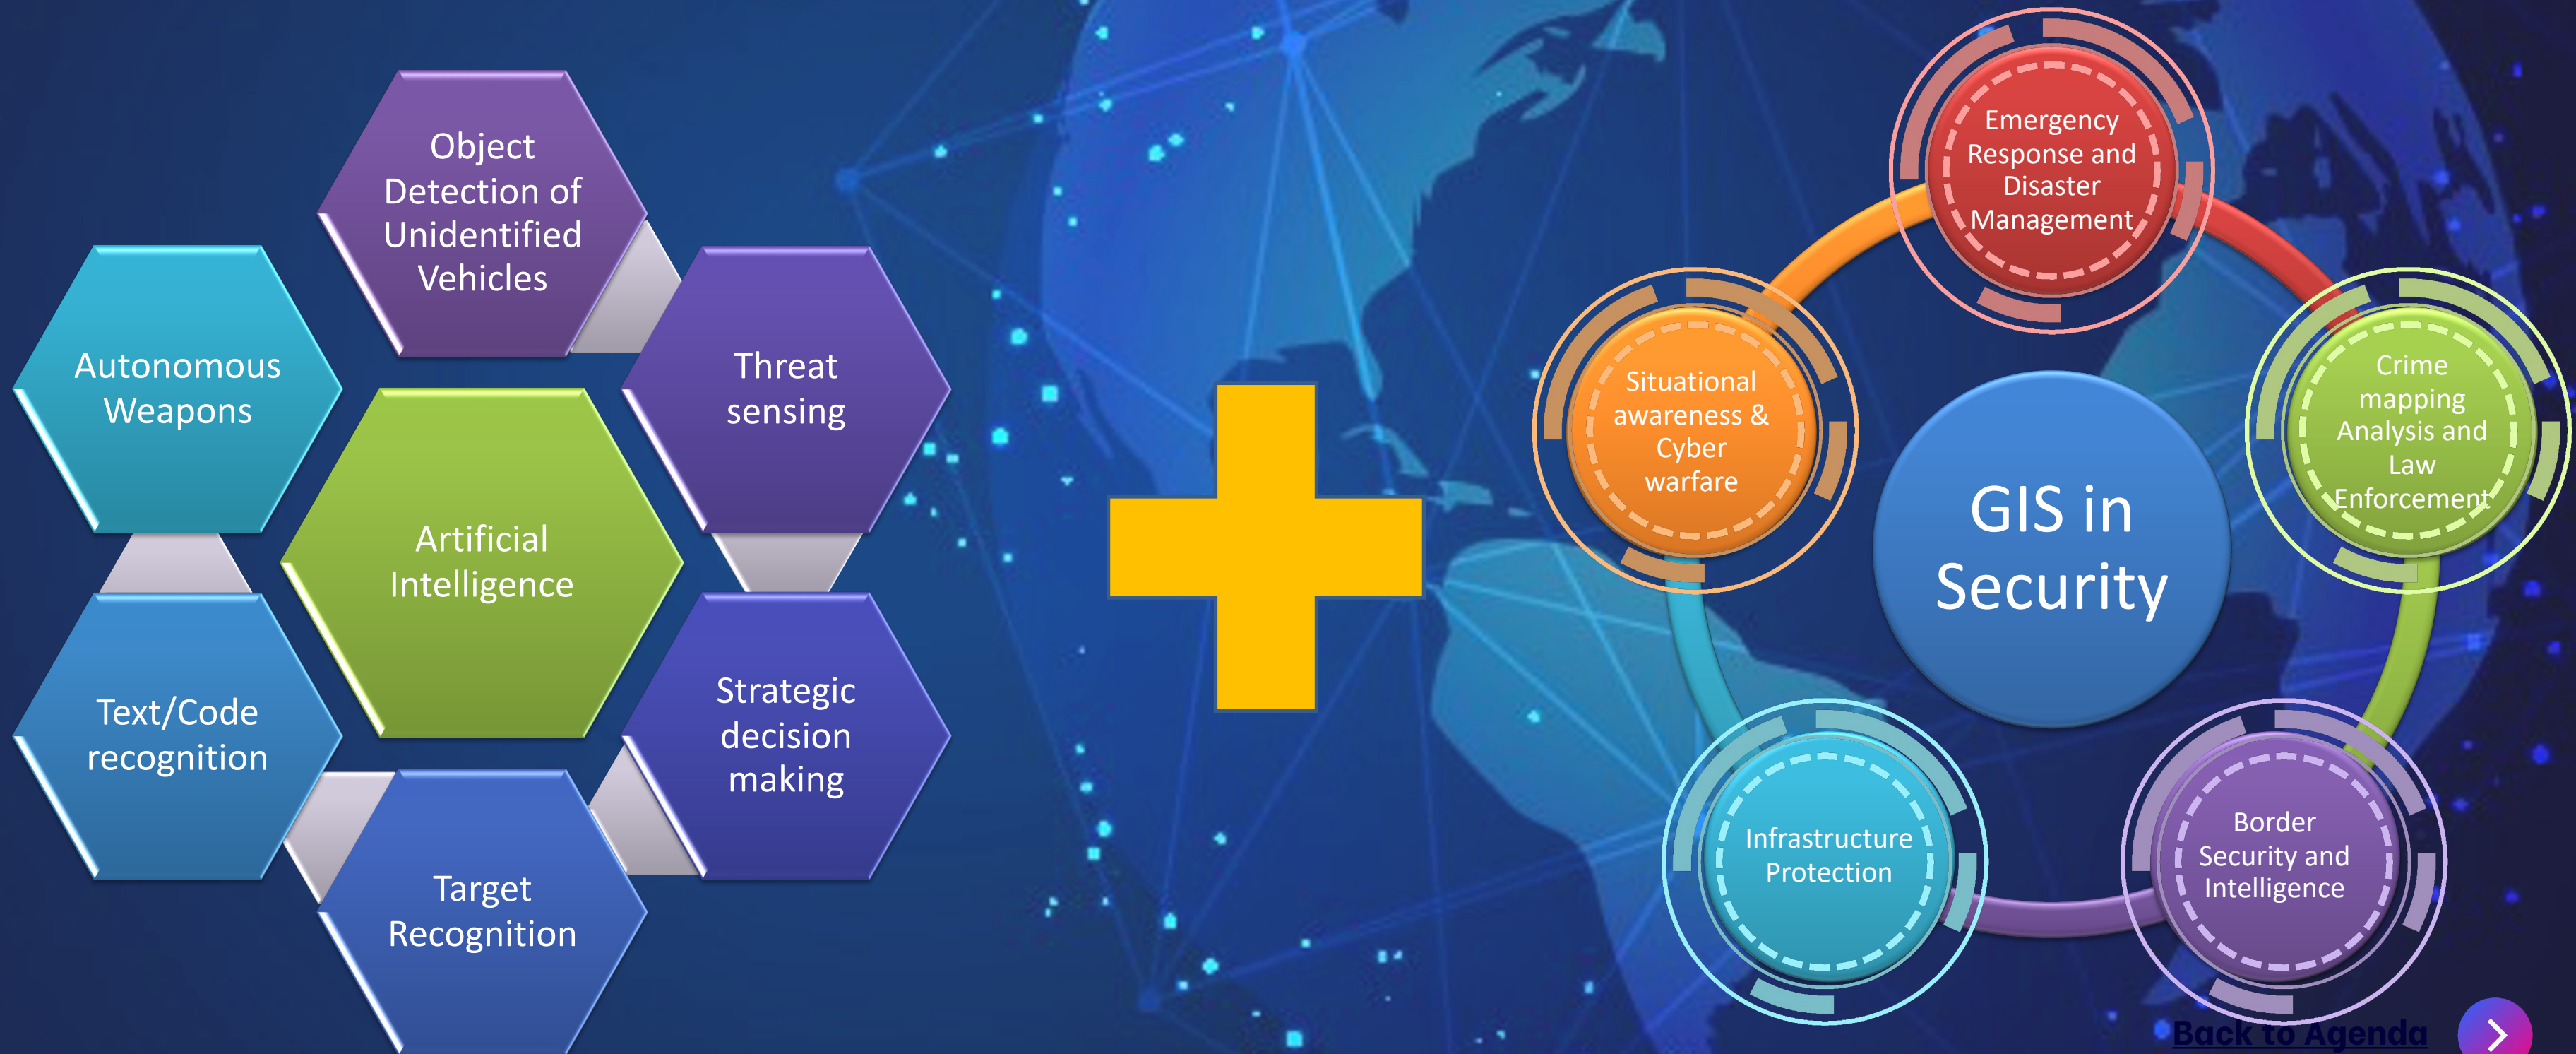 Object
Detection of
Unidentified
Vehicles
Autonomous
Weapons
Threat
sensing
Artificial
Intelligence
Text/Code
recognition
Strategic
decision
making
Target
Recognition
Emergency
Response and
Disaster
Management
Situational
awareness &
Cyber
warfare
Crime
mapping
Analysis and
Law
Enforcement
GIS in
Security
Infrastructure
Protection
Border
Security and
Intelligence
Back to Agenda